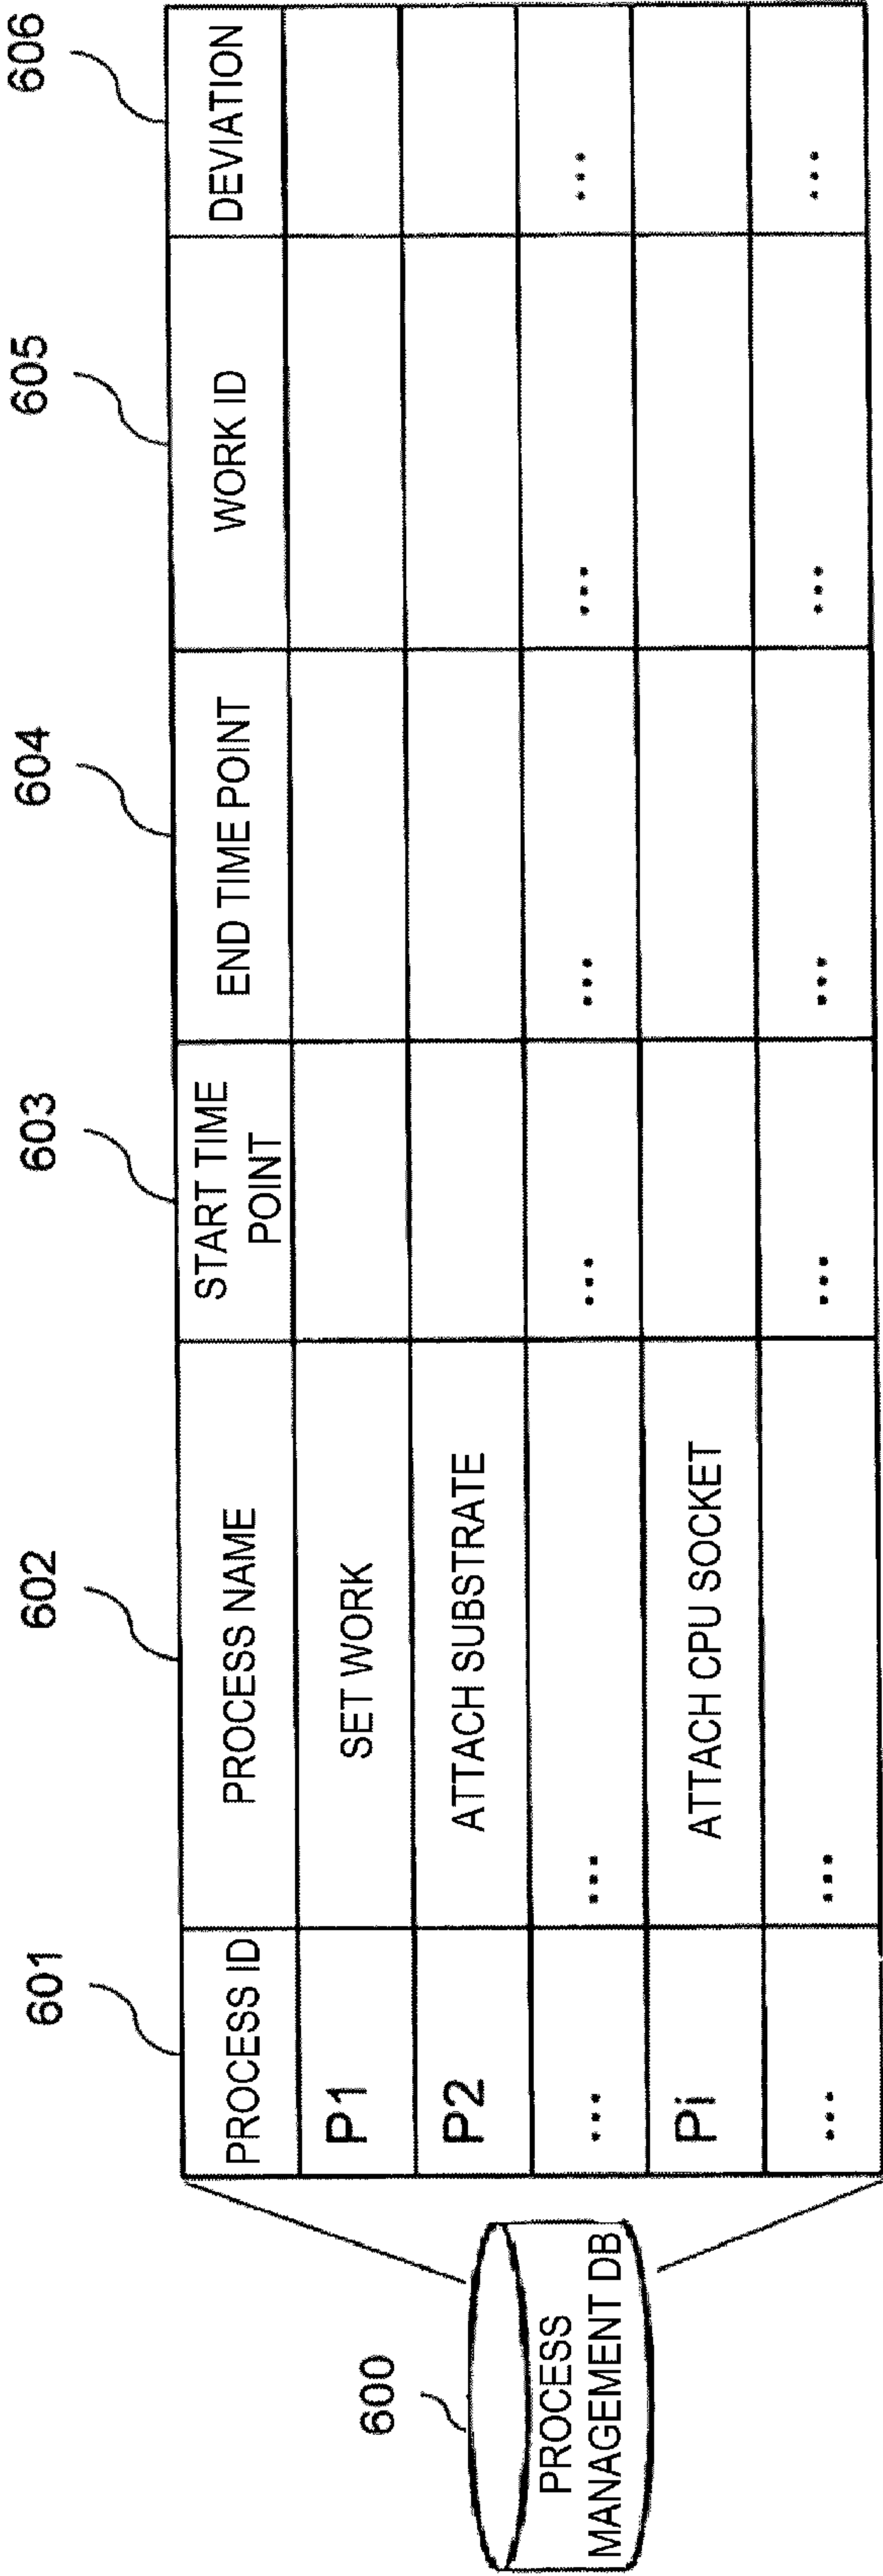 600
PROCESS
MANAGEMENT DB
601
602
603
604
605
606
PROCESS ID
PROCESS NAME
START TIME
POINT
END TIME POINT
WORK ID
DEVIATION
P1
SET WORK
P2
ATTACH SUBSTRATE
... ... ... ... ... ...
Pi
ATTACH CPU SOCKET
... ... ... ... ... ...